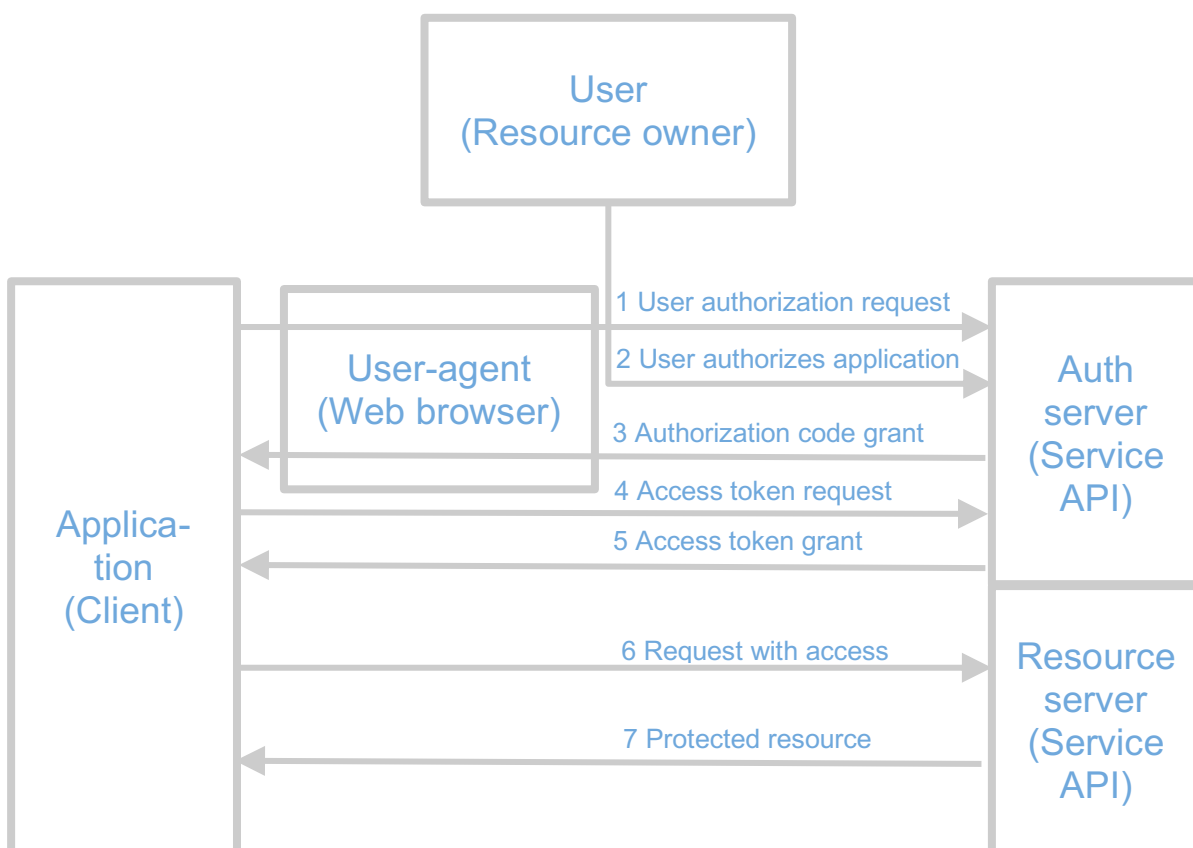 User
(Resource owner)
1 User authorization request
2 User authorizes application
User-agent
(Web browser)
3 Authorization code grant
4 Access token request
5 Access token grant
Auth
server
(Service
API)
Applica-
tion
(Client)
6 Request with access
7 Protected resource
Resource
server
(Service
API)